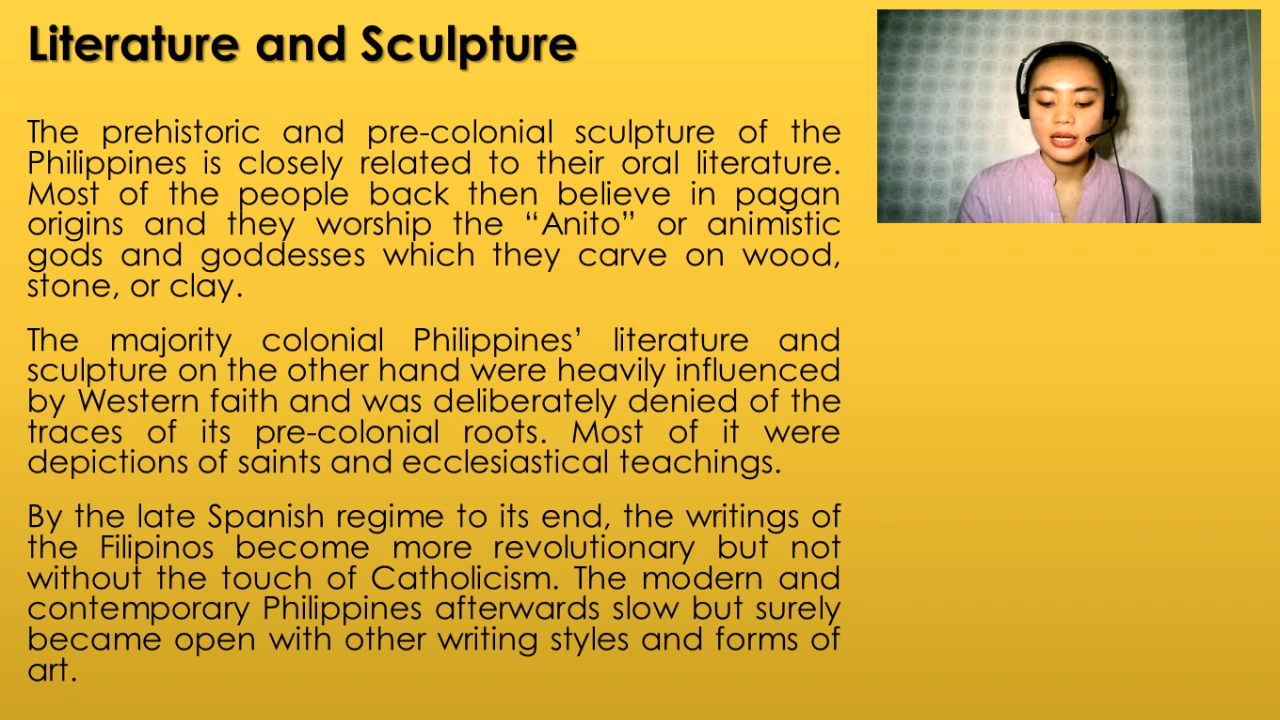 Literature and Sculpture
The prehistoric and pre-colonial sculpture of the
Philippines is closely related to their oral literature.
Most of the people back then believe in pagan
origins and they worship the “Anito” or animistic
gods and goddesses which they carve on wood,
stone, or clay.
The majority colonial Philippines’ literature and
sculpture on the other hand were heavily influenced
by Western faith and was deliberately denied of the
traces of its pre-colonial roots. Most of it were
depictions of saints and ecclesiastical teachings.
By the late Spanish regime to its end, the writings of
the Filipinos become more revolutionary but not
without the touch of Catholicism. The modern and
contemporary Philippines afterwards slow but surely
became open with other writing styles and forms of
art.